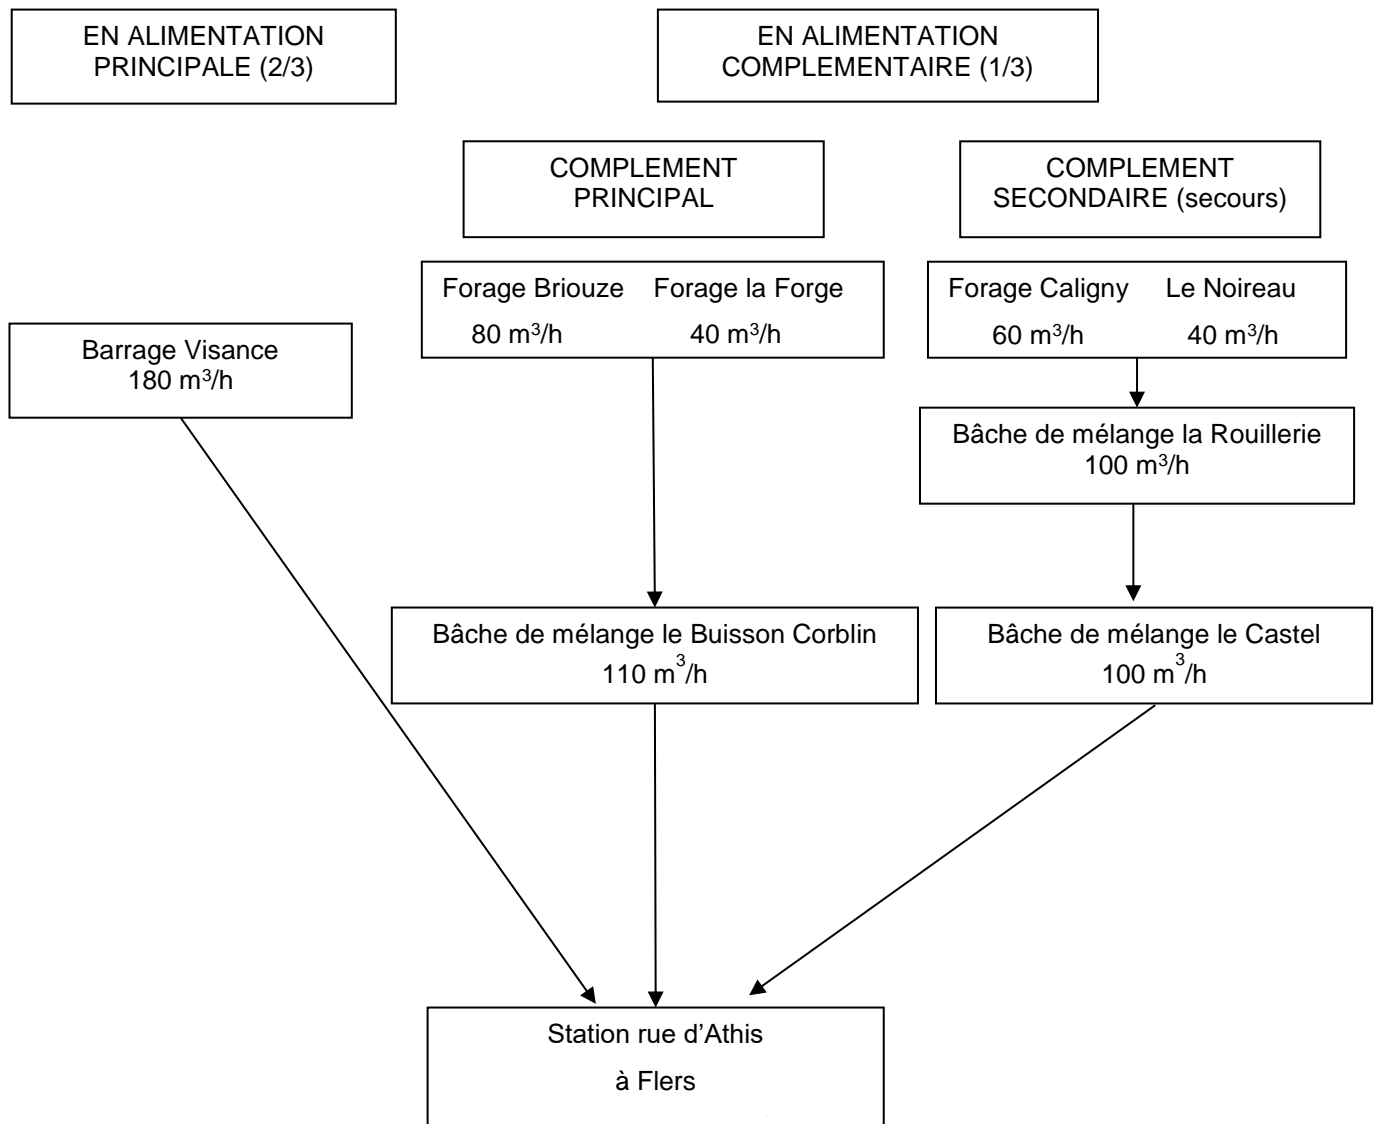 EN ALIMENTATION
PRINCIPALE (2/3)
EN ALIMENTATION
COMPLEMENTAIRE (1/3)
COMPLEMENT
PRINCIPAL
COMPLEMENT
SECONDAIRE (secours)
Forage Briouze Forage la Forge
80 m³/h 40 m³/h
Forage Caligny Le Noireau
60 m³/h 40 m³/h
Barrage Visance
180 m³/h
Bâche de mélange la Rouillerie
100 m³/h
Bâche de mélange le Buisson Corblin
110 m³/h
Bâche de mélange le Castel
100 m³/h
Station rue d’Athis
à Flers